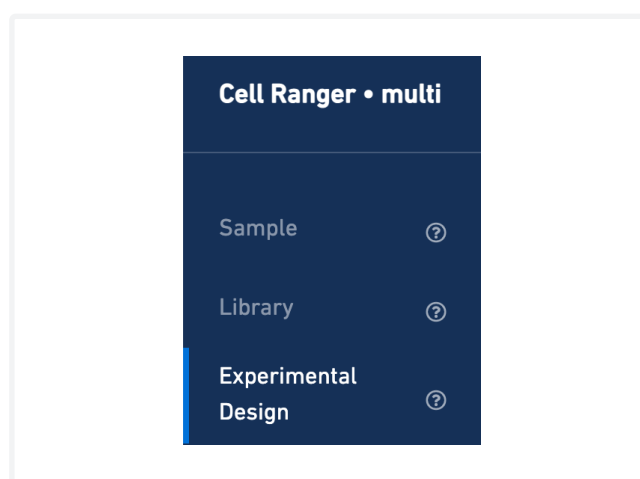 Cell Ranger • multi
Sample
Library
Experimental
Design